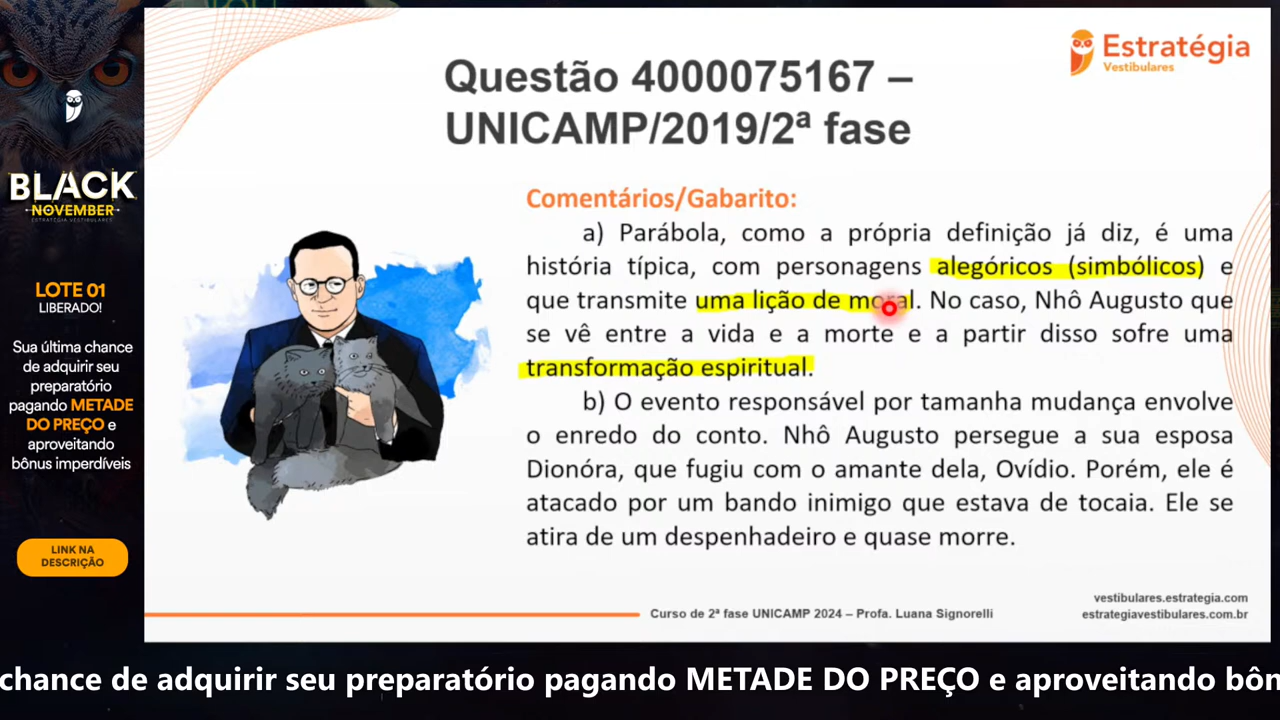 BLACK
NOVEMBER
ESTRATÉGIA VESTIBULARES
LOTE 01
LIBERADO!
Sua última chance
de adquirir seu
preparatório
pagando METADE
DO PREÇO e
aproveitando
bônus imperdíveis
LINK NA
DESCRIÇÃO
Estratégia
Vestibulares
Questão 4000075167 –
UNICAMP/2019/2ª fase
Comentários/Gabarito:
a) Parábola, como a própria definição já diz, é uma
história típica, com personagens alegóricos (simbólicos) e
que transmite uma lição de moral. No caso, Nhô Augusto que
se vê entre a vida e a morte e a partir disso sofre uma
transformação espiritual.
b) O evento responsável por tamanha mudança envolve
o enredo do conto. Nhô Augusto persegue a sua esposa
Dionóra, que fugiu com o amante dela, Ovídio. Porém, ele é
atacado por um bando inimigo que estava de tocaia. Ele se
atira de um despenhadeiro e quase morre.
Curso de 2ª fase UNICAMP 2024 – Profa. Luana Signorelli
vestibulares.estrategia.com
estrategiavestibulares.com.br
chance de adquirir seu preparatório pagando METADE DO PREÇO e aproveitando bôn